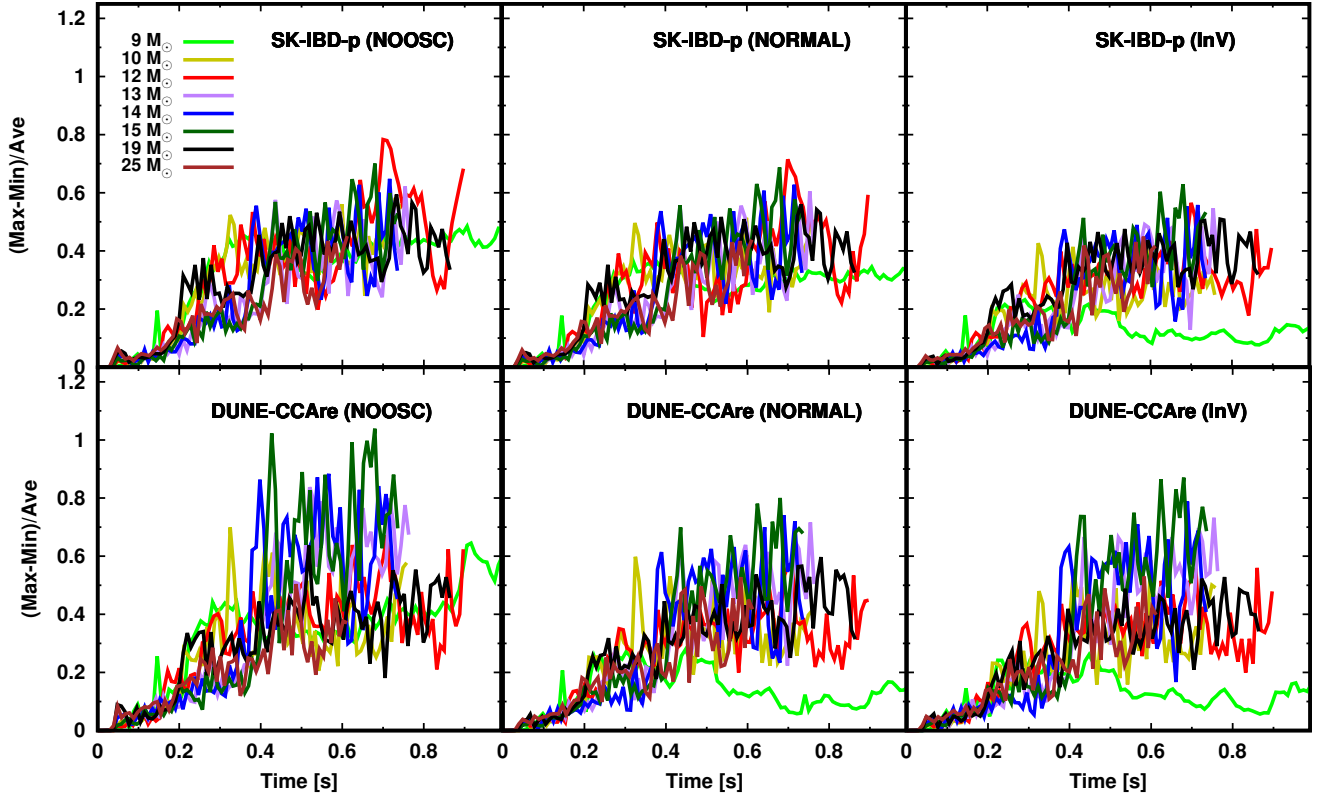 SK-IBD-p (NOOSC)
SK-IBD-p (NORMAL)
SK-IBD-p (InV)
9 M☉
10 M☉
12 M☉
13 M☉
14 M☉
15 M☉
19 M☉
25 M☉
(Max-Min)/Ave
1.2
1
0.8
0.6
0.4
0.2
0
DUNE-CCAre (NOOSC)
DUNE-CCAre (NORMAL)
DUNE-CCAre (InV)
(Max-Min)/Ave
1.2
1
0.8
0.6
0.4
0.2
0
0 0.2 0.4 0.6 0.8
0 0.2 0.4 0.6 0.8
0 0.2 0.4 0.6 0.8
Time [s]
Time [s]
Time [s]